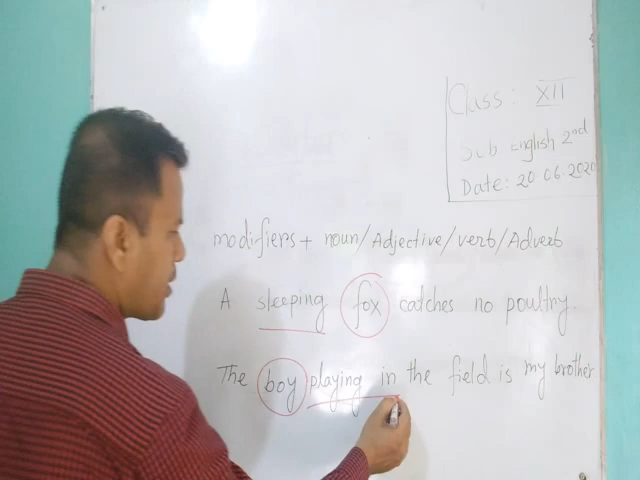 Class: XII
Sub English 2nd
Date: 20.06.2020
modifiers + noun/Adjective/verb/Adverb
A sleeping fox catches no poultry
The boy playing in the field is my brother